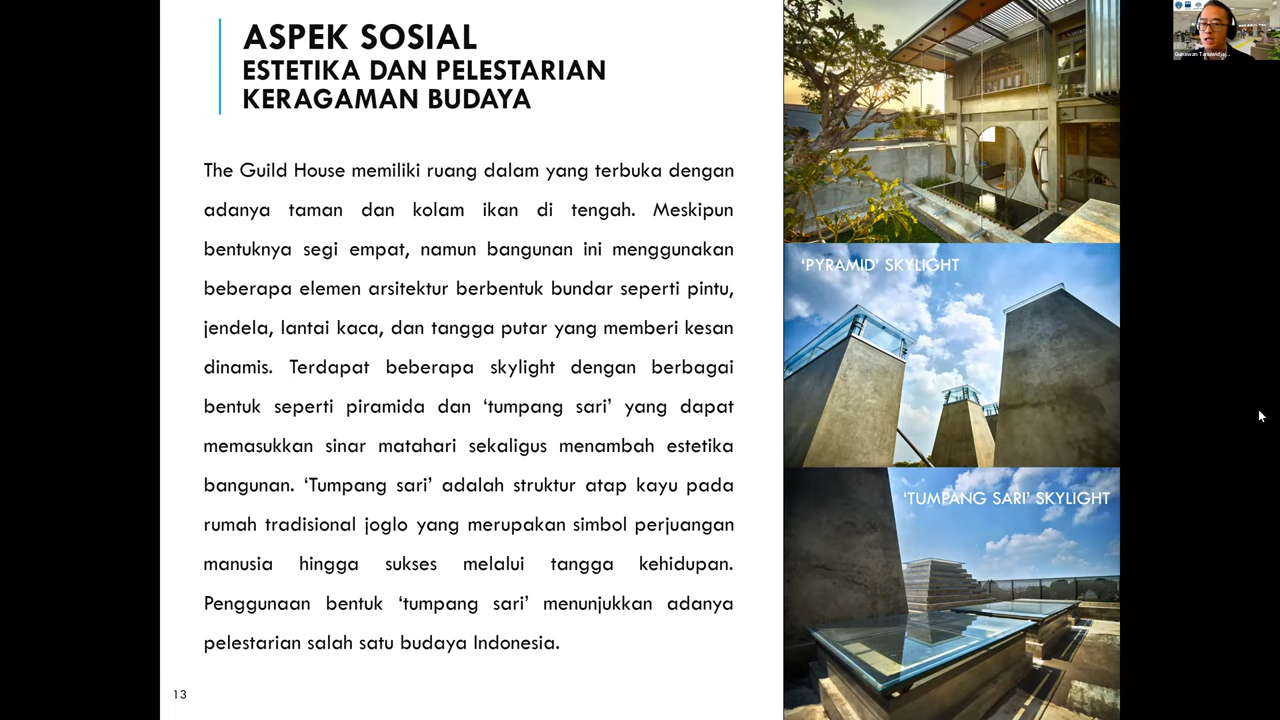 ASPEK SOSIAL
ESTETIKA DAN PELESTARIAN
KERAGAMAN BUDAYA
The Guild House memiliki ruang dalam yang terbuka dengan
adanya taman dan kolam ikan di tengah. Meskipun
bentuknya segi empat, namun bangunan ini menggunakan
beberapa elemen arsitektur berbentuk bundar seperti pintu,
jendela, lantai kaca, dan tangga putar yang memberi kesan
dinamis. Terdapat beberapa skylight dengan berbagai
bentuk seperti piramida dan ‘tumpang sari’ yang dapat
memasukkan sinar matahari sekaligus menambah estetika
bangunan. ‘Tumpang sari’ adalah struktur atap kayu pada
rumah tradisional joglo yang merupakan simbol perjuangan
manusia hingga sukses melalui tangga kehidupan.
Penggunaan bentuk ‘tumpang sari’ menunjukkan adanya
pelestarian salah satu budaya Indonesia.
13
‘PYRAMID’ SKYLIGHT
‘TUMPANG SARI’ SKYLIGHT